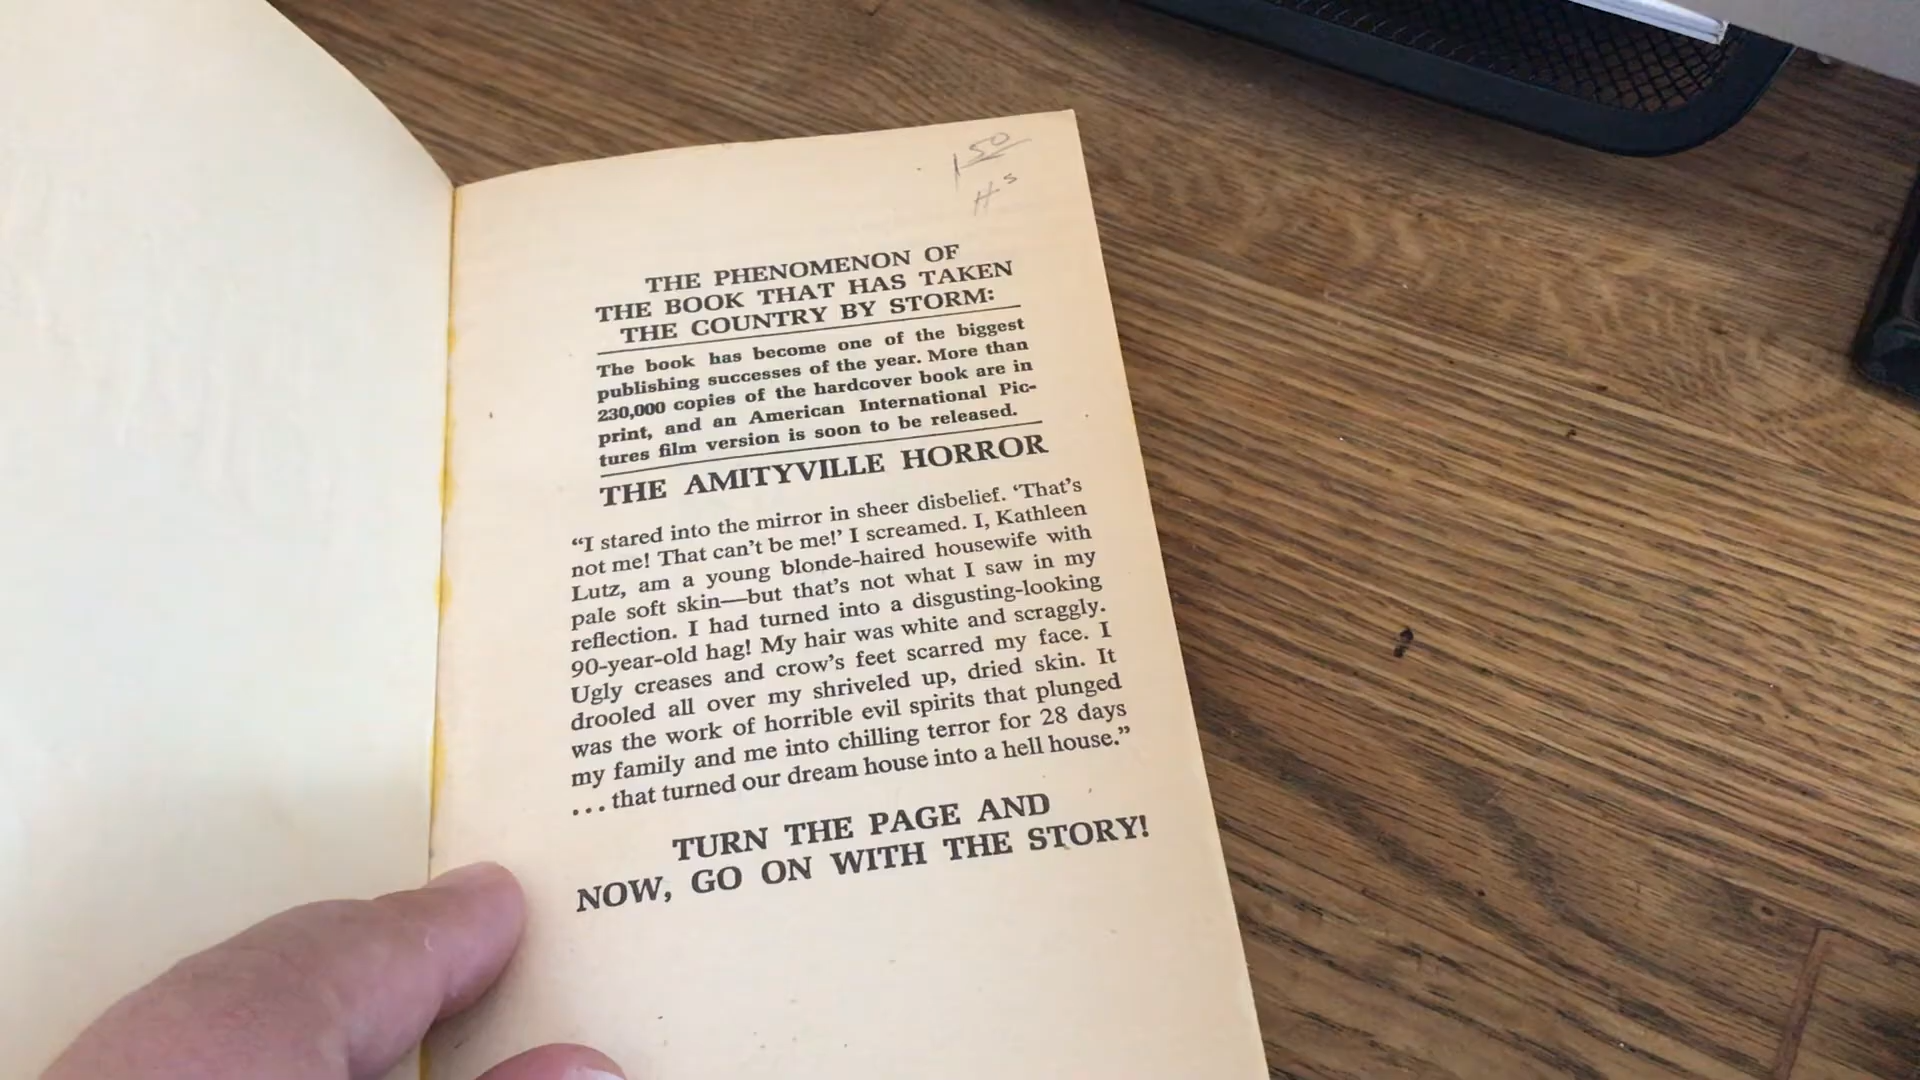 1 50
HS
THE PHENOMENON OF
THE BOOK THAT HAS TAKEN
THE COUNTRY BY STORM:
The book has become one of the biggest
publishing successes of the year. More than
230,000 copies of the hardcover book are in
print, and an American International Pic-
tures film version is soon to be released.
THE AMITYVILLE HORROR
“I stared into the mirror in sheer disbelief. ‘That’s
not me! That can’t be me!’ I screamed. I, Kathleen
Lutz, am a young blonde-haired housewife with
pale soft skin—but that’s not what I saw in my
reflection. I had turned into a disgusting-looking
90-year-old hag! My hair was white and scraggly.
Ugly creases and crow’s feet scarred my face. I
drooled all over my shriveled up, dried skin. It
was the work of horrible evil spirits that plunged
my family and me into chilling terror for 28 days
. . . that turned our dream house into a hell house.”
TURN THE PAGE AND
NOW, GO ON WITH THE STORY!